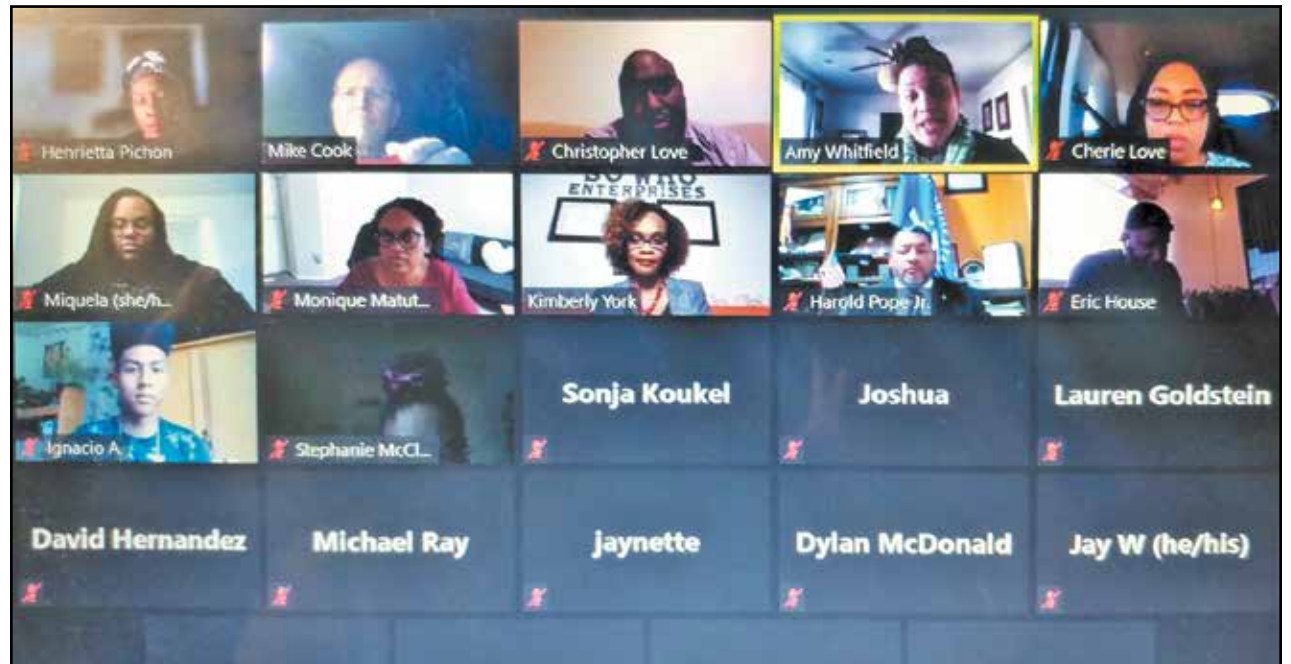 Henrietta Pichon
Mike Cook
Christopher Love
Amy Whitfield
Cherie Love
Miquela (she/h...
Monique Matut...
ENTERPRISES
Kimberly York
Harold Pope Jr.
Eric House
Ignacio A.
Stephanie McCl...
Sonja Koukel
Joshua
Lauren Goldstein
David Hernandez
Michael Ray
jaynette
Dylan McDonald
Jay W (he/his)